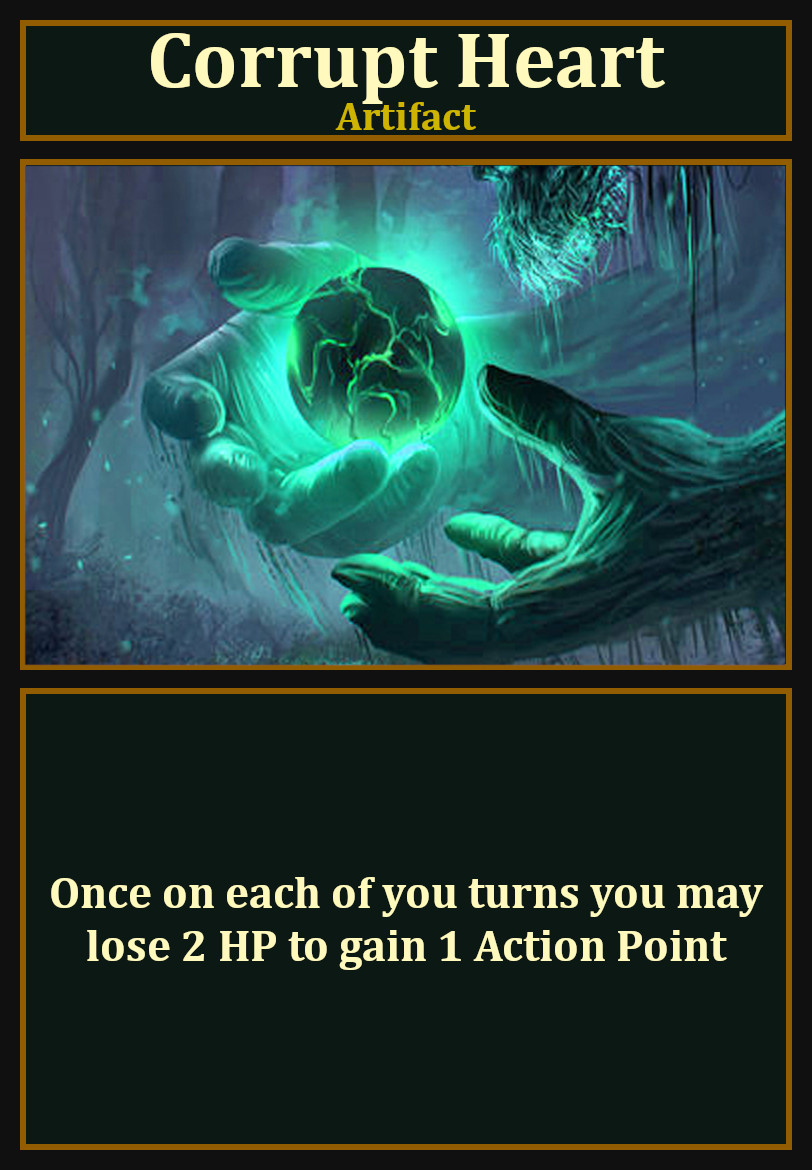 Corrupt Heart
Artifact
Once on each of you turns you may
lose 2 HP to gain 1 Action Point